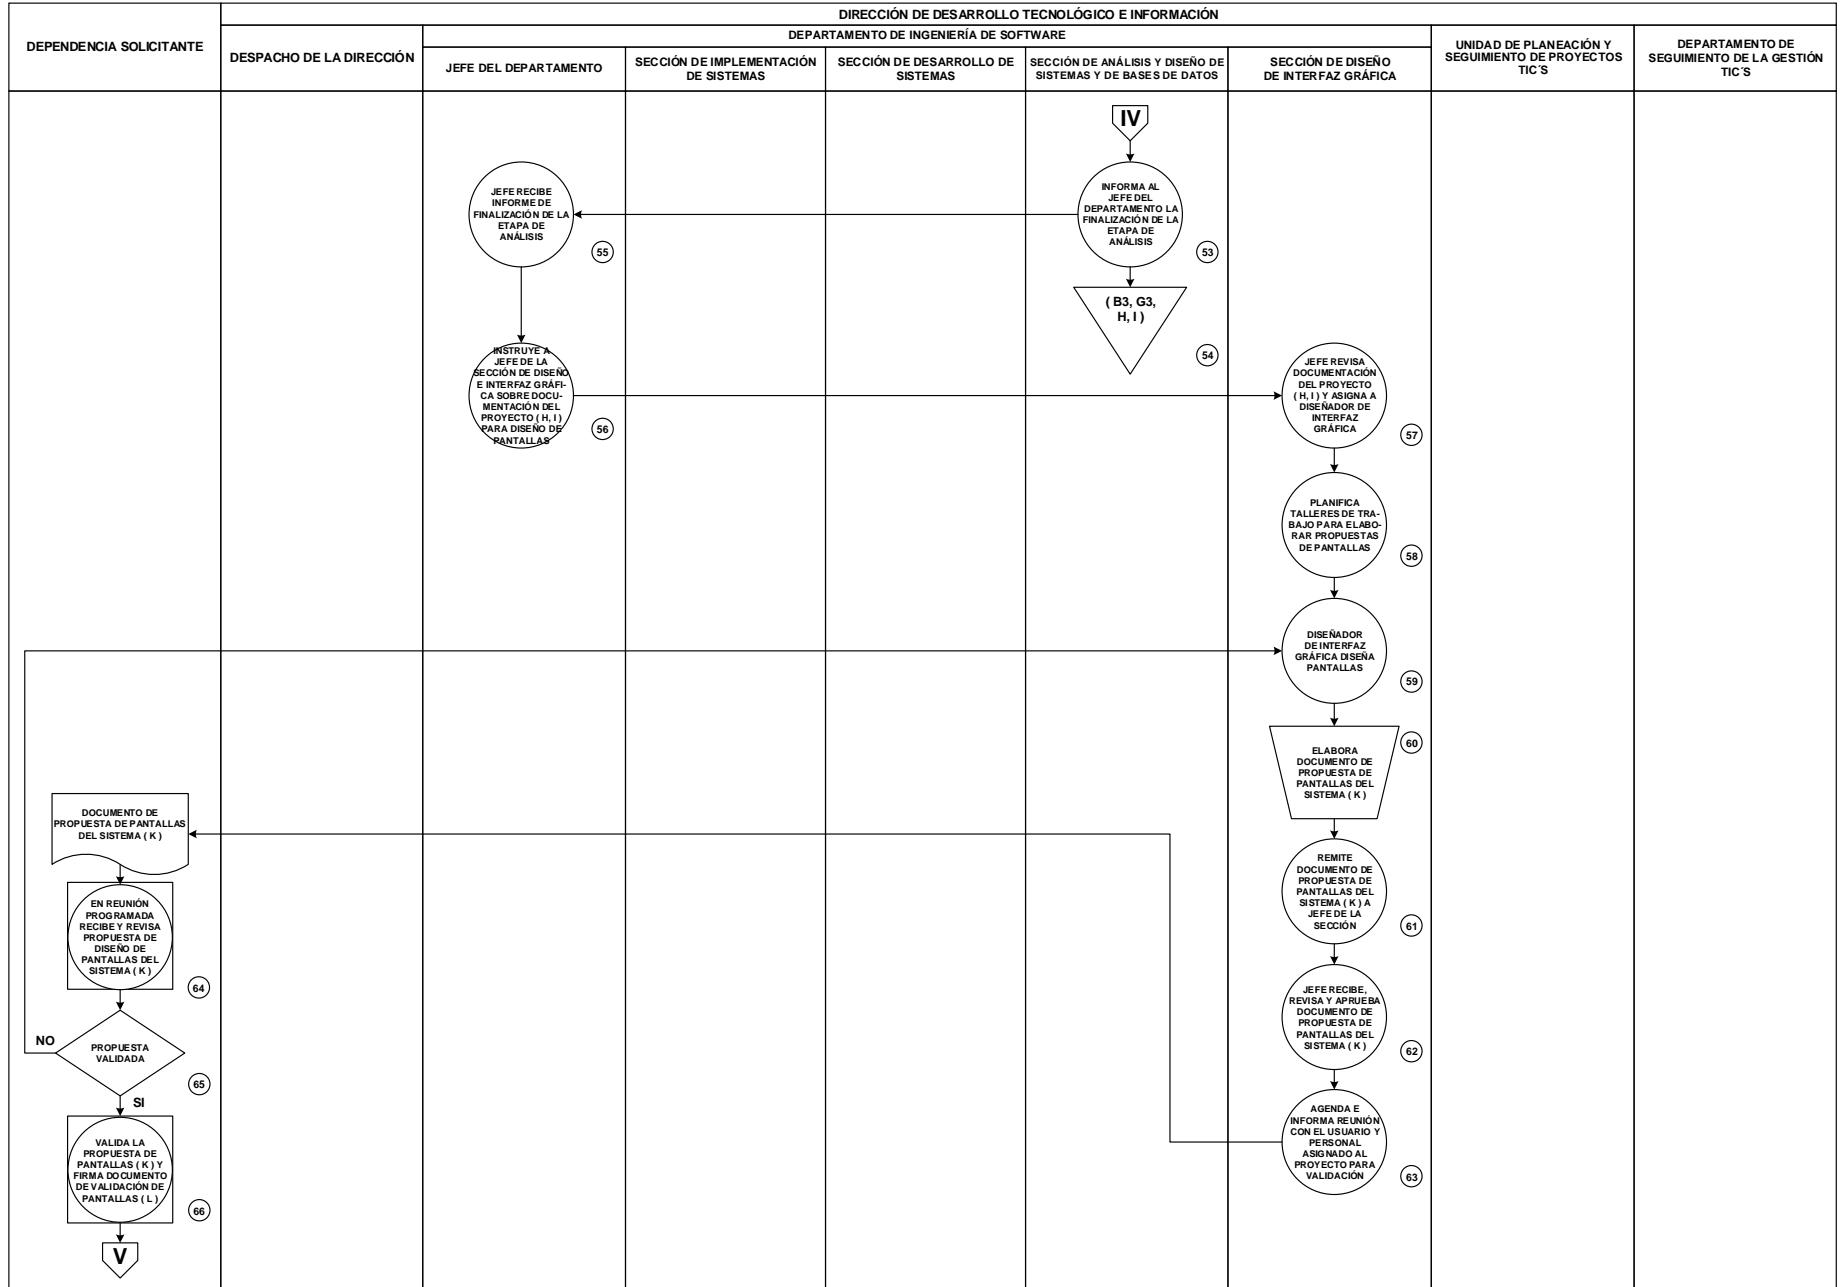 DIRECCIÓN DE DESARROLLO TECNOLÓGICO E INFORMACIÓN
DEPENDENCIA SOLICITANTE
DESPACHO DE LA DIRECCIÓN
DEPARTAMENTO DE INGENIERÍA DE SOFTWARE
JEFE DEL DEPARTAMENTO
SECCIÓN DE IMPLEMENTACIÓN
DE SISTEMAS
SECCIÓN DE DESARROLLO DE
SISTEMAS
SECCIÓN DE ANÁLISIS Y DISEÑO DE
SISTEMAS Y DE BASES DE DATOS
SECCIÓN DE DISEÑO
DE INTERFAZ GRÁFICA
UNIDAD DE PLANEACIÓN Y
SEGUIMIENTO DE PROYECTOS
TIC´S
DEPARTAMENTO DE
SEGUIMIENTO DE LA GESTIÓN
TIC´S
IV
INFORMA AL
JEFE DEL
DEPARTAMENTO LA
FINALIZACIÓN DE LA
ETAPA DE
ANÁLISIS
53
( B3, G3,
H, I )
54
JEFE RECIBE
INFORME DE
FINALIZACIÓN DE LA
ETAPA DE
ANÁLISIS
55
INSTRUYE A
JEFE DE LA
SECCIÓN DE DISEÑO
E INTERFAZ GRÁFI-
CA SOBRE DOCU-
MENTACIÓN DEL
PROYECTO ( H, I )
PARA DISEÑO DE
PANTALLAS
56
JEFE REVISA
DOCUMENTACIÓN
DEL PROYECTO
( H, I ) Y ASIGNA A
DISEÑADOR DE
INTERFAZ
GRÁFICA
57
PLANIFICA
TALLERES DE TRA-
BAJO PARA ELABO-
RAR PROPUESTAS
DE PANTALLAS
58
DISEÑADOR
DE INTERFAZ
GRÁFICA DISEÑA
PANTALLAS
59
ELABORA
DOCUMENTO DE
PROPUESTA DE
PANTALLAS DEL
SISTEMA ( K )
60
REMITE
DOCUMENTO DE
PROPUESTA DE
PANTALLAS DEL
SISTEMA ( K ) A
JEFE DE LA
SECCIÓN
61
JEFE RECIBE,
REVISA Y APRUEBA
DOCUMENTO DE
PROPUESTA DE
PANTALLAS DEL
SISTEMA ( K )
62
AGENDA E
INFORMA REUNIÓN
CON EL USUARIO Y
PERSONAL
ASIGNADO AL
PROYECTO PARA
VALIDACIÓN
63
DOCUMENTO DE
PROPUESTA DE PANTALLAS
DEL SISTEMA ( K )
EN REUNIÓN
PROGRAMADA
RECIBE Y REVISA
PROPUESTA DE
DISEÑO DE
PANTALLAS DEL
SISTEMA ( K )
64
NO
PROPUESTA
VALIDADA
65
SI
VALIDA LA
PROPUESTA DE
PANTALLAS ( K ) Y
FIRMA DOCUMENTO
DE VALIDACIÓN DE
PANTALLAS ( L )
66
V